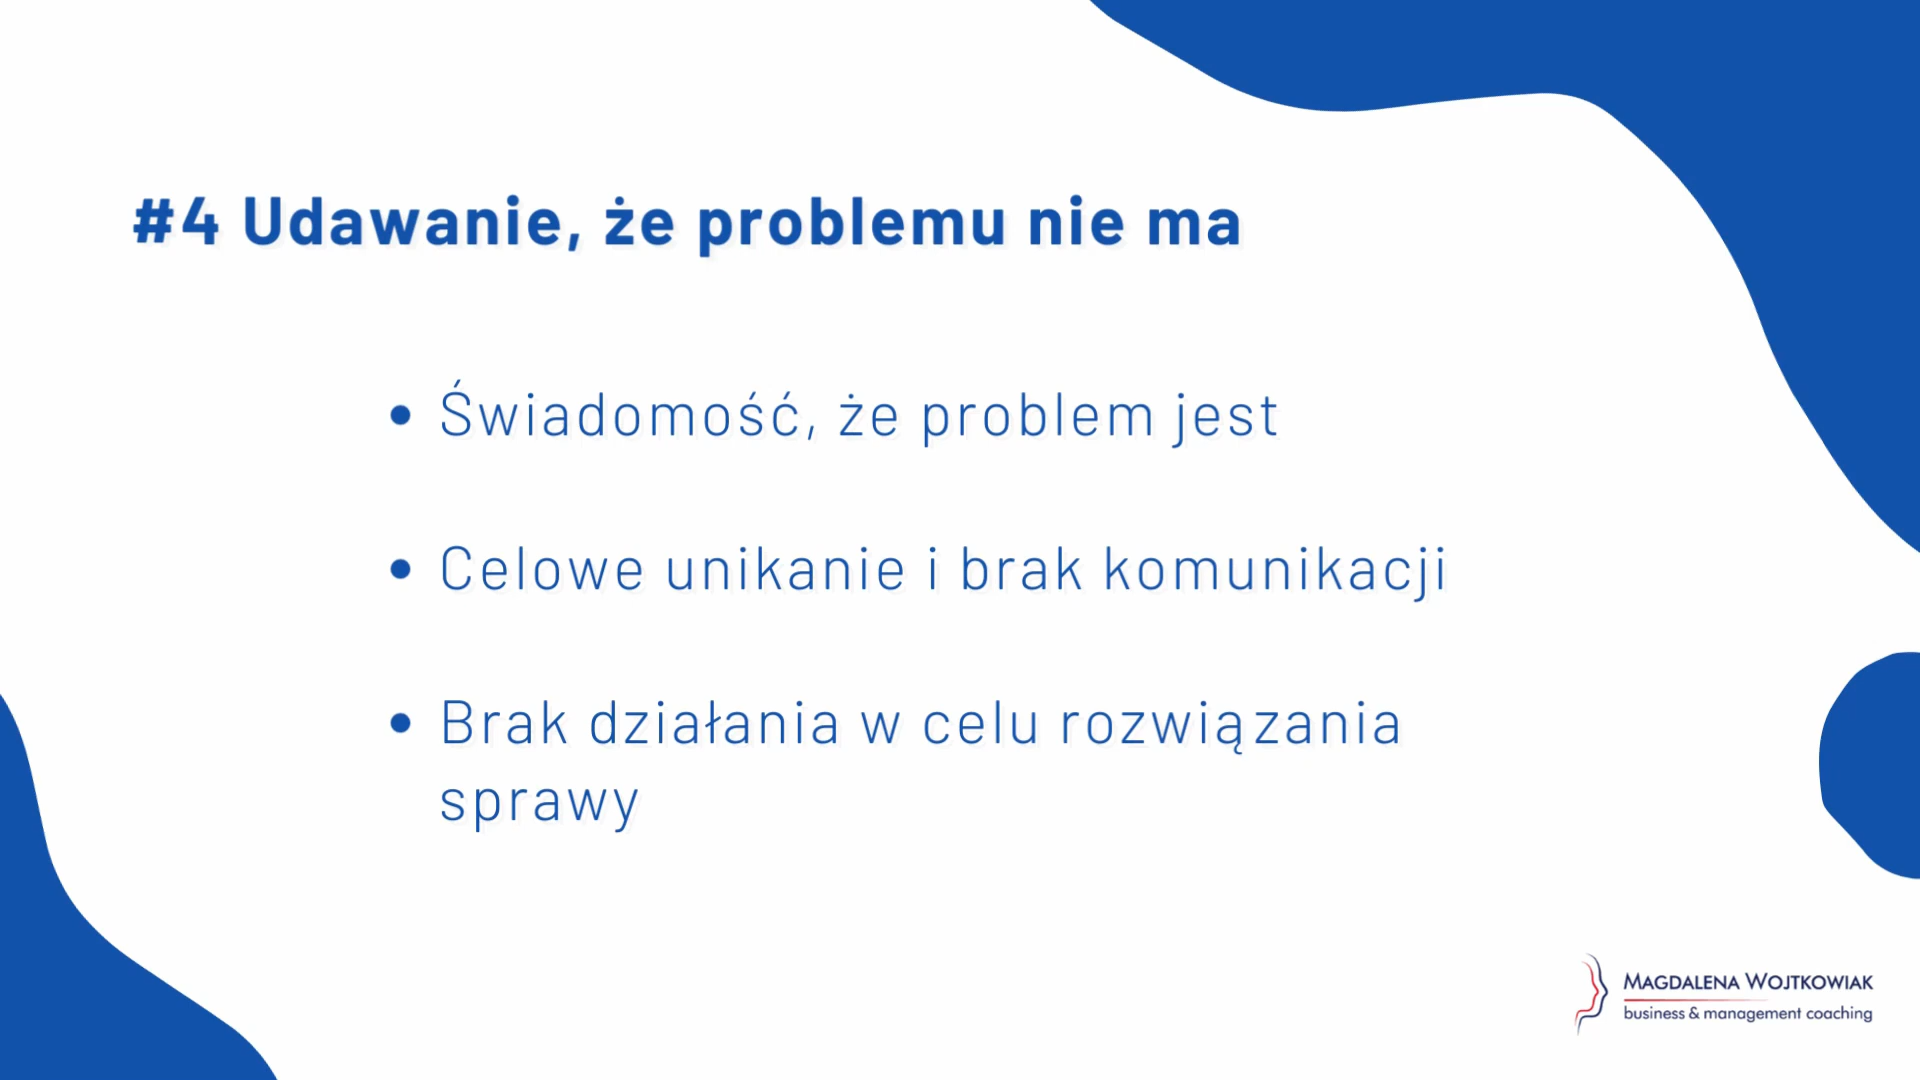 #4 Udawanie, że problemu nie ma
• Świadomość, że problem jest
• Celowe unikanie i brak komunikacji
• Brak działania w celu rozwiązania
sprawy
MAGDALENA WOJTKOWIAK
business & management coaching